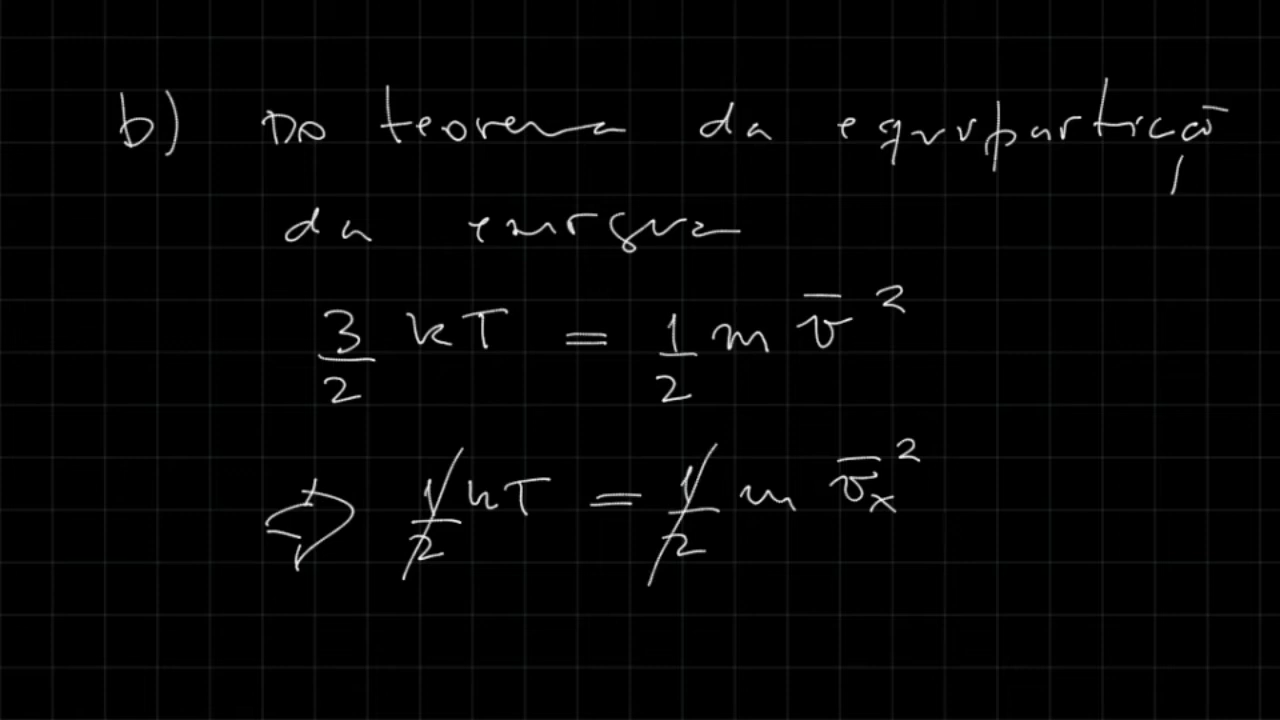 b) Do teorema da equipartição
da energia
3/2 kT = 1/2 m v̄²
⇒ 1/2 kT = 1/2 m v̄ₓ²